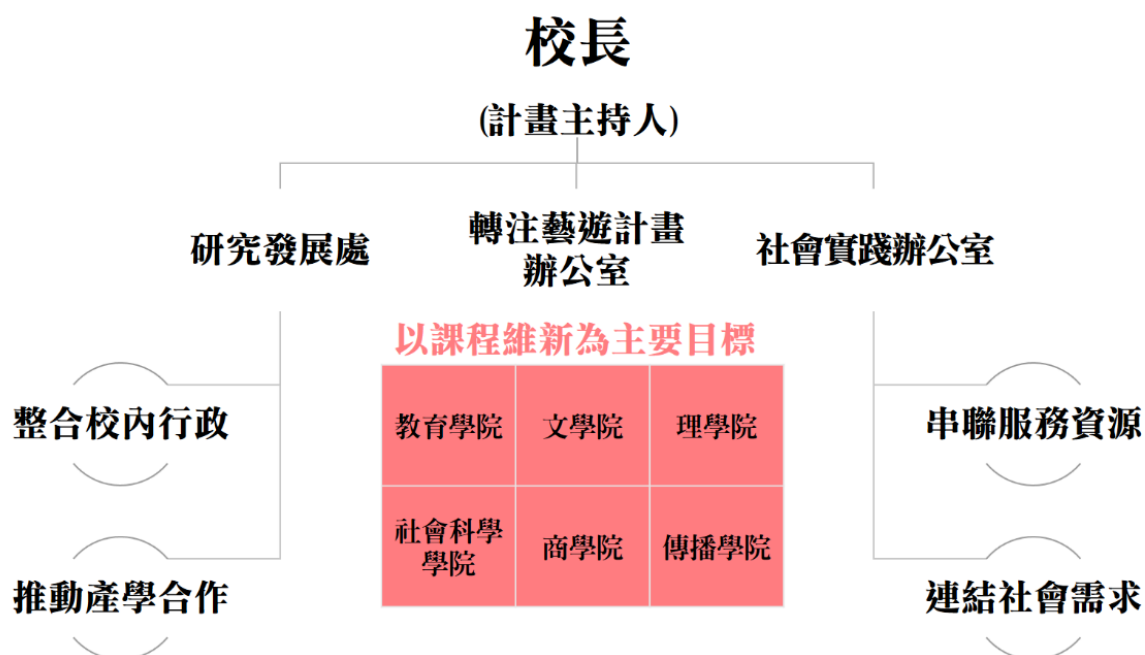 校長
(計畫主持人)
研究發展處
轉注藝遊計畫
辦公室
社會實踐辦公室
以課程維新為主要目標
整合校內行政
推動產學合作
教育學院
文學院
理學院
社會科學
學院
商學院
傳播學院
串聯服務資源
連結社會需求